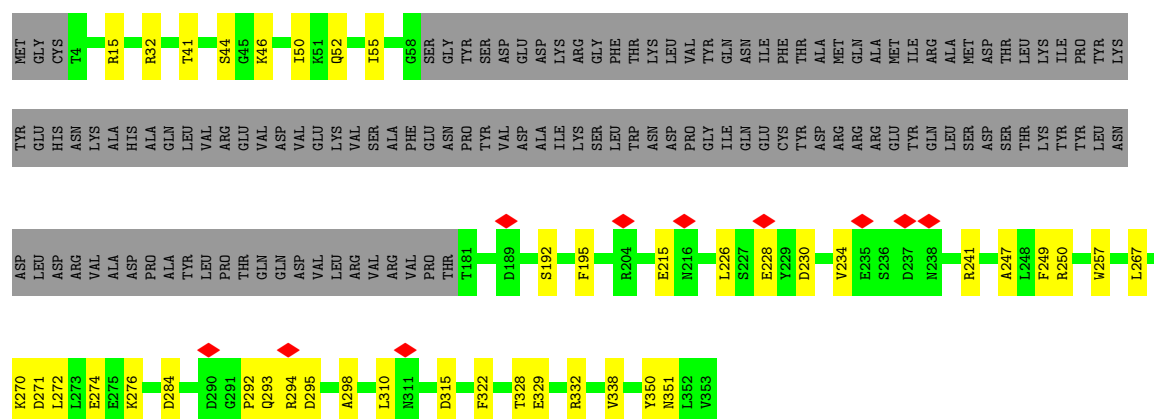 MET GLY CYS T4 R15 R32 T41 S44 G45 K46 I50 K51 Q52 I55 G58 SER GLY TYR SER ASP GLU ASP LYS ARG GLY PHE THR LYS LEU VAL TYR GLN ASN ILE PHE THR ALA MET GLN ALA MET ILE ARG ALA MET ASP THR LEU LYS ILE PRO TYR LYS
TYR GLU HIS ASN LYS ALA HIS ALA GLN LEU VAL ARG GLU VAL ASP VAL GLU LYS VAL SER ALA PHE GLU ASN PRO TYR VAL ASP ALA ILE LYS SER LEU TRP ASN ASP PRO GLY ILE GLN GLU CYS TYR ASP ARG ARG ARG GLU TYR GLN LEU SER ASP SER THR LYS TYR TYR LEU ASN
ASP LEU ASP ARG VAL ALA ASP PRO ALA TYR LEU PRO THR GLN GLN ASP VAL LEU ARG VAL ARG VAL PRO THR T181 D189 S192 F195 R204 E215 N216 L226 S227 E228 Y229 D230 V234 E235 S236 D237 N238 R241 A247 L248 F249 R250 W257 L267
K270 D271 L272 L273 E274 E275 K276 D284 D290 G291 P292 Q293 R294 D295 A298 L310 N311 D315 F322 T328 E329 R332 V338 Y350 N351 L352 V353